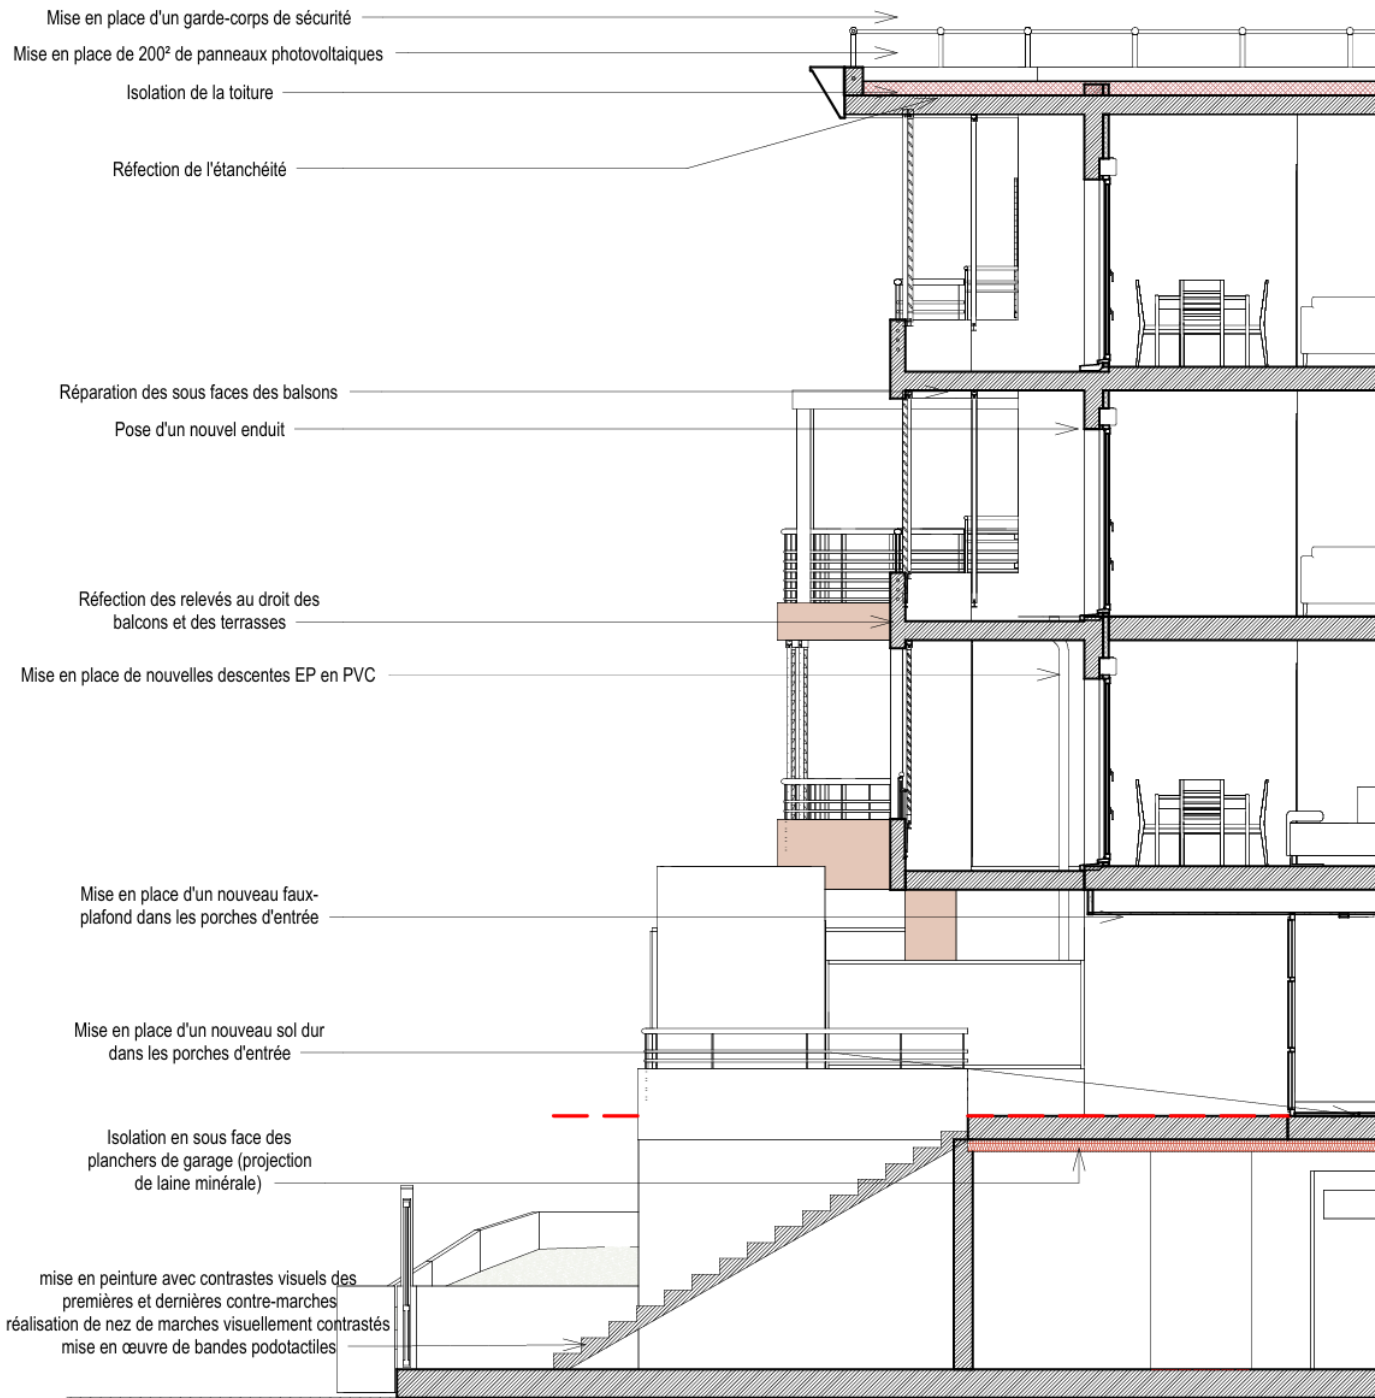 Mise en place d'un garde-corps de sécurité
Mise en place de 200² de panneaux photovoltaiques
Isolation de la toiture
Réfection de l'étanchéité
Réparation des sous faces des balsons
Pose d'un nouvel enduit
Réfection des relevés au droit des
balcons et des terrasses
Mise en place de nouvelles descentes EP en PVC
Mise en place d'un nouveau faux-
plafond dans les porches d'entrée
Mise en place d'un nouveau sol dur
dans les porches d'entrée
Isolation en sous face des
planchers de garage (projection
de laine minérale)
mise en peinture avec contrastes visuels des
premières et dernières contre-marches
réalisation de nez de marches visuellement contrastés
mise en œuvre de bandes podotactiles